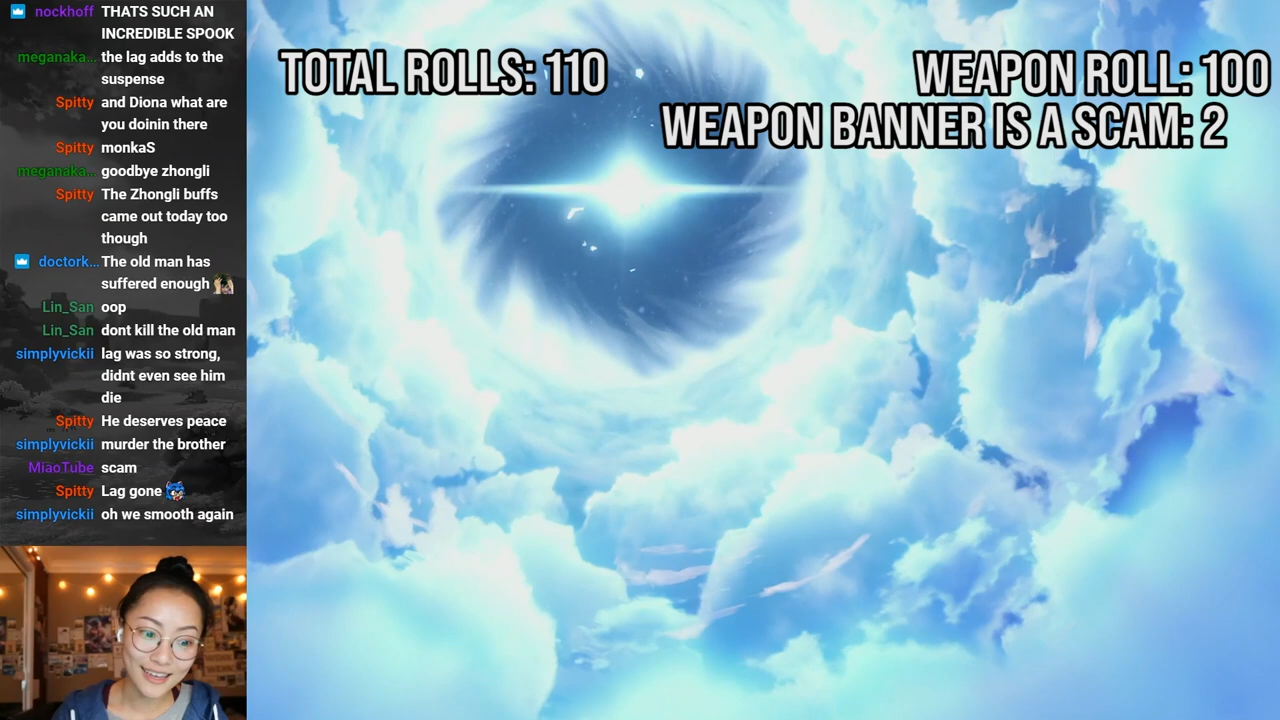 nockhoff THATS SUCH AN
INCREDIBLE SPOOK
meganaka... the lag adds to the
suspense
Spitty and Diona what are
you doinin there
Spitty monkaS
meganaka... goodbye zhongli
Spitty The Zhongli buffs
came out today too
though
doctork... The old man has
suffered enough
Lin_San oop
Lin_San dont kill the old man
simplyvickii lag was so strong,
didnt even see him
die
Spitty He deserves peace
simplyvickii murder the brother
MiaoTube scam
Spitty Lag gone
simplyvickii oh we smooth again
TOTAL ROLLS: 110
WEAPON ROLL: 100
WEAPON BANNER IS A SCAM: 2